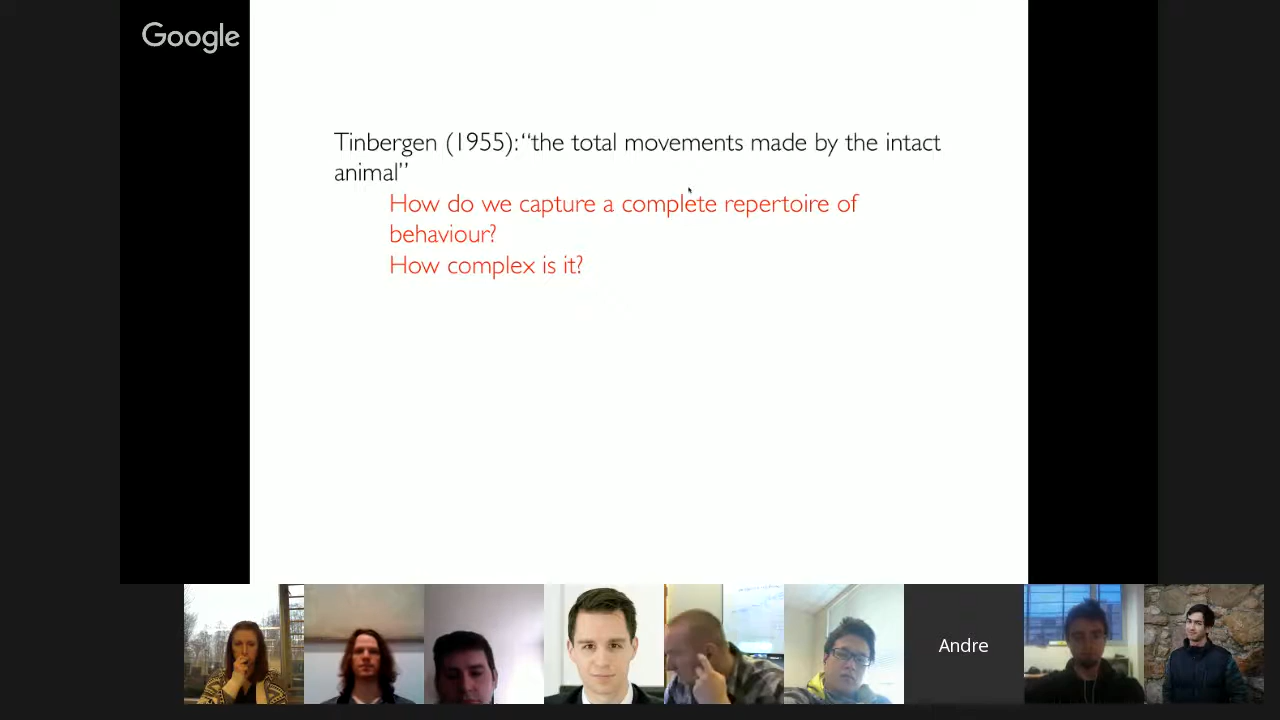 Google
Tinbergen (1955): “the total movements made by the intact
animal”
How do we capture a complete repertoire of
behaviour?
How complex is it?
Andre